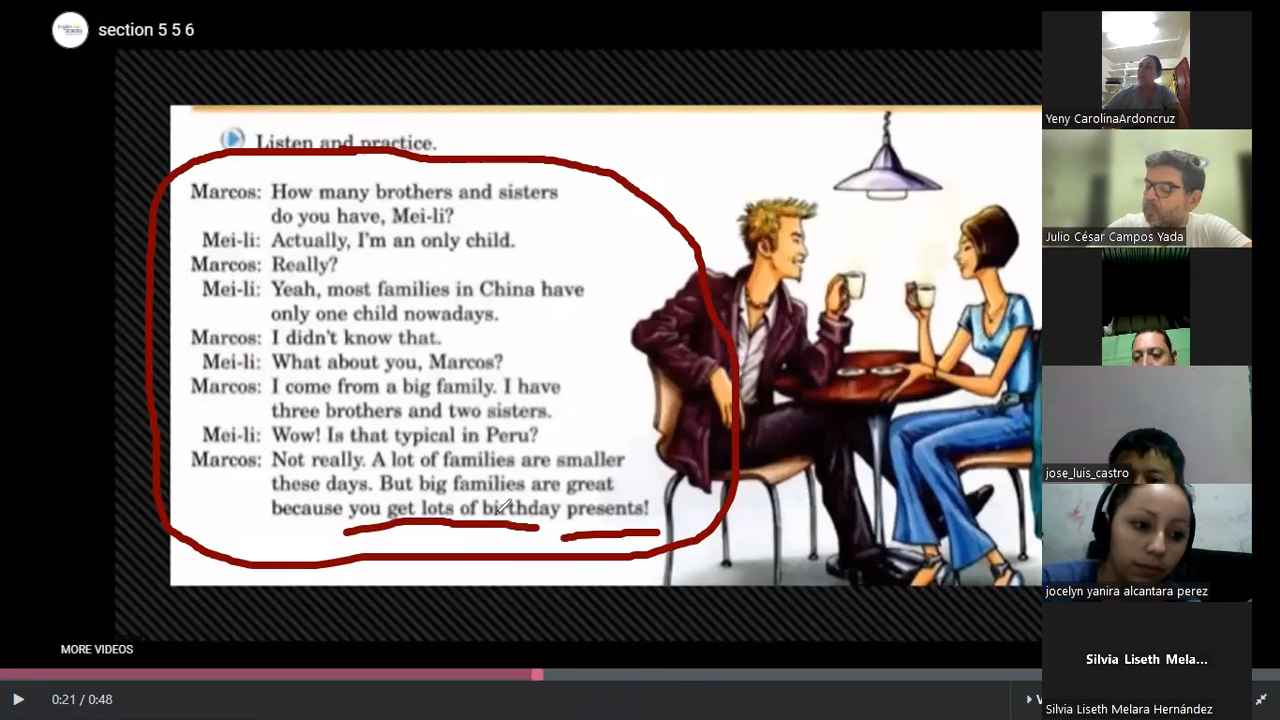 section 5 5 6
Listen and practice.
Marcos: How many brothers and sisters
do you have, Mei-li?
Mei-li: Actually, I'm an only child.
Marcos: Really?
Mei-li: Yeah, most families in China have
only one child nowadays.
Marcos: I didn't know that.
Mei-li: What about you, Marcos?
Marcos: I come from a big family. I have
three brothers and two sisters.
Mei-li: Wow! Is that typical in Peru?
Marcos: Not really. A lot of families are smaller
these days. But big families are great
because you get lots of birthday presents!
MORE VIDEOS
0:21 / 0:48
Yeny CarolinaArdoncruz
Julio César Campos Yada
jose_luis_castro
jocelyn yanira alcantara perez
Silvia Liseth Mela...
Silvia Liseth Melara Hernández